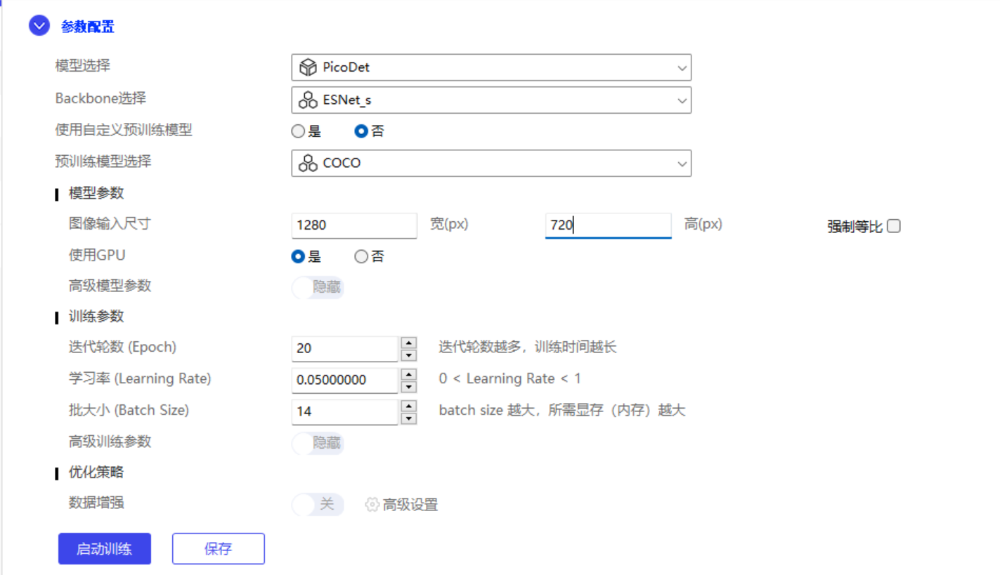 参数配置
模型选择 PicoDet
Backbone选择 ESNet_s
使用自定义预训练模型 是 否
预训练模型选择 COCO
模型参数
图像输入尺寸 1280 宽(px) 720 高(px) 强制等比
使用GPU 是 否
高级模型参数 隐藏
训练参数
迭代轮数 (Epoch) 20 迭代轮数越多，训练时间越长
学习率 (Learning Rate) 0.05000000 0 < Learning Rate < 1
批大小 (Batch Size) 14 batch size 越大，所需显存（内存）越大
高级训练参数 隐藏
优化策略
数据增强 关 高级设置
启动训练 保存